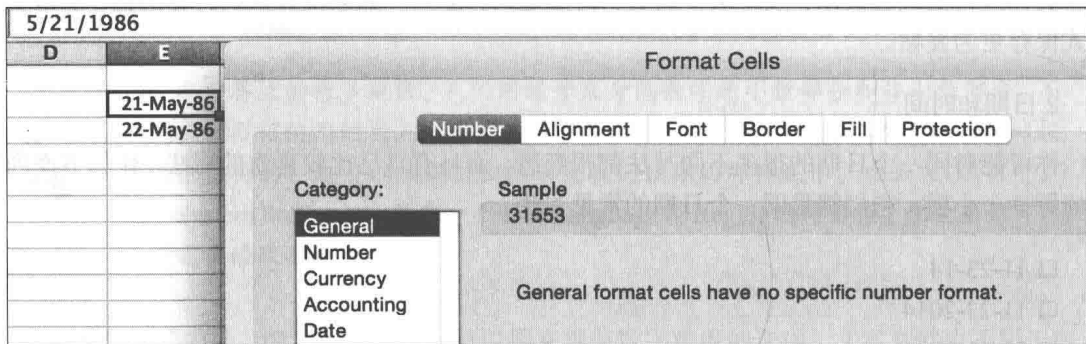 5/21/1986
D E
Format Cells
21-May-86
22-May-86
Number Alignment Font Border Fill Protection
Category: Sample
General 31553
Number
Currency
Accounting General format cells have no specific number format.
Date